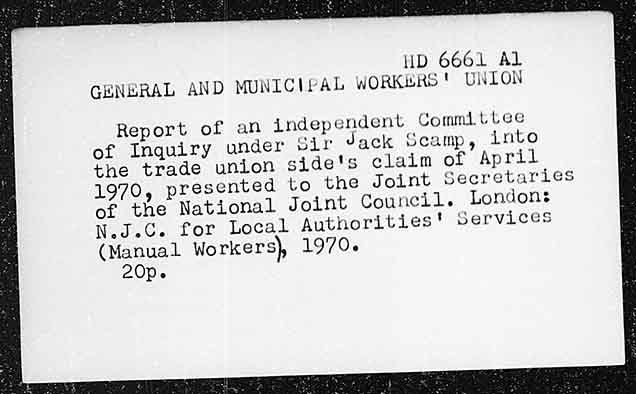 HD 6661 A1
GENERAL AND MUNICIPAL WORKERS' UNION
Report of an independent Committee
of Inquiry under Sir Jack Scamp, into
the trade union side's claim of April
1970, presented to the Joint Secretaries
of the National Joint Council. London:
N.J.C. for Local Authorities' Services
(Manual Workers), 1970.
20p.